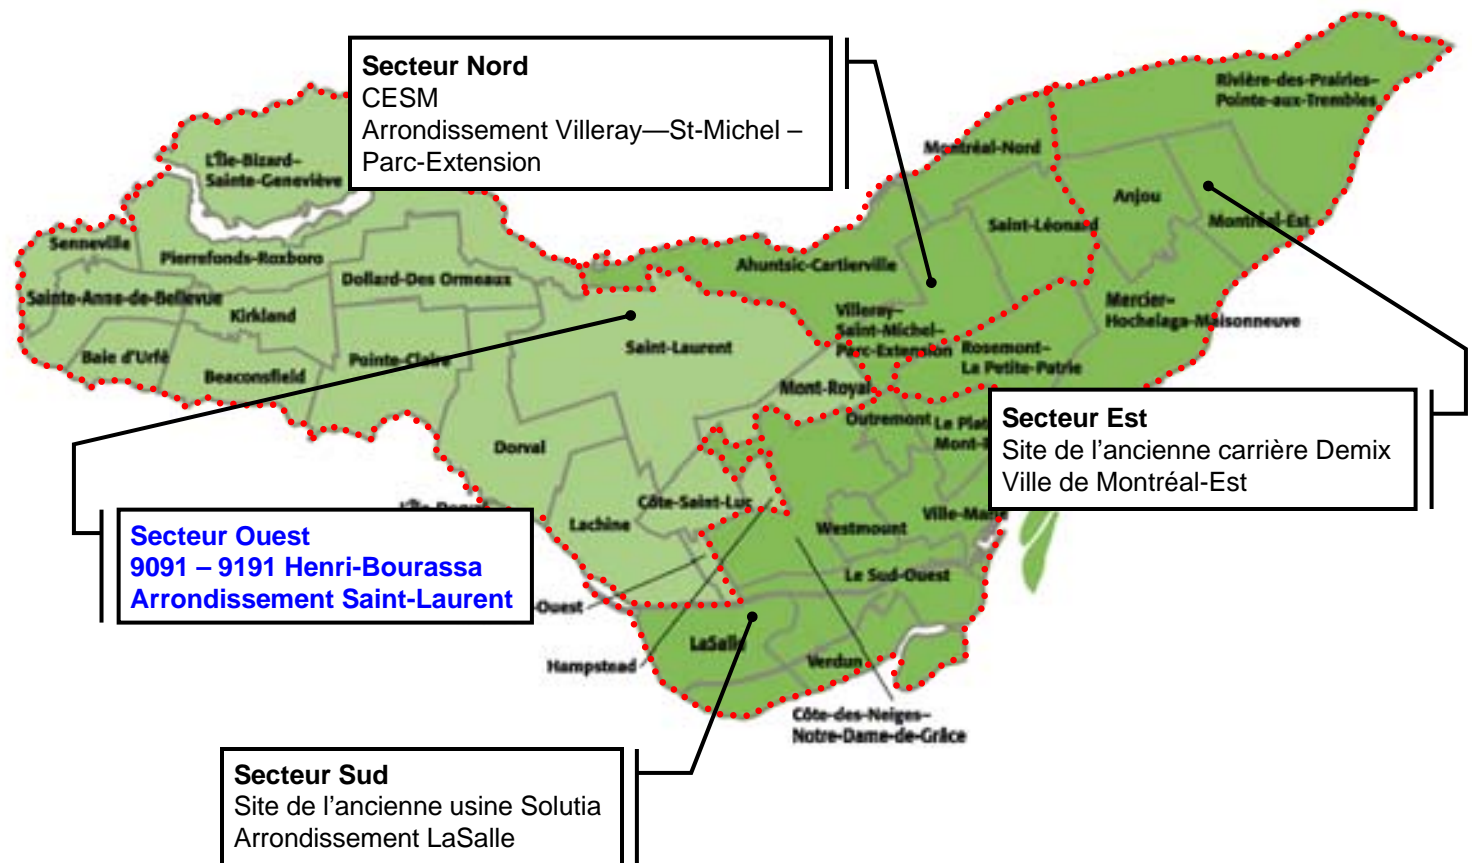 Secteur Nord
CESM
Arrondissement Villeray—St-Michel –
Parc-Extension
Rivière-des-Prairies–
Pointe-aux-Trembles
Montréal-Nord
L'Île-Bizard–
Sainte-Geneviève
Anjou
Saint-Léonard
Montréal-Est
Senneville
Pierrefonds-Roxboro
Ahuntsic-Cartierville
Dollard-Des Ormeaux
Sainte-Anne-de-Bellevue
Kirkland
Villeray–
Saint-Michel–
Parc-Extension
Mercier–
Hochelaga-Maisonneuve
Saint-Laurent
Rosemont–
La Petite-Patrie
Baie d'Urfé
Pointe-Claire
Beaconsfield
Mont-Royal
Outremont
Le
Dorval
Secteur Est
Site de l'ancienne carrière Demix
Ville de Montréal-Est
Côte-Saint-Luc
Lachine
Westmount
Ville-Marie
Secteur Ouest
9091 – 9191 Henri-Bourassa
Arrondissement Saint-Laurent
Le Sud-Ouest
-Ouest
LaSalle
Hampstead
Verdun
Côte-des-Neiges–
Notre-Dame-de-Grâce
Secteur Sud
Site de l'ancienne usine Solutia
Arrondissement LaSalle